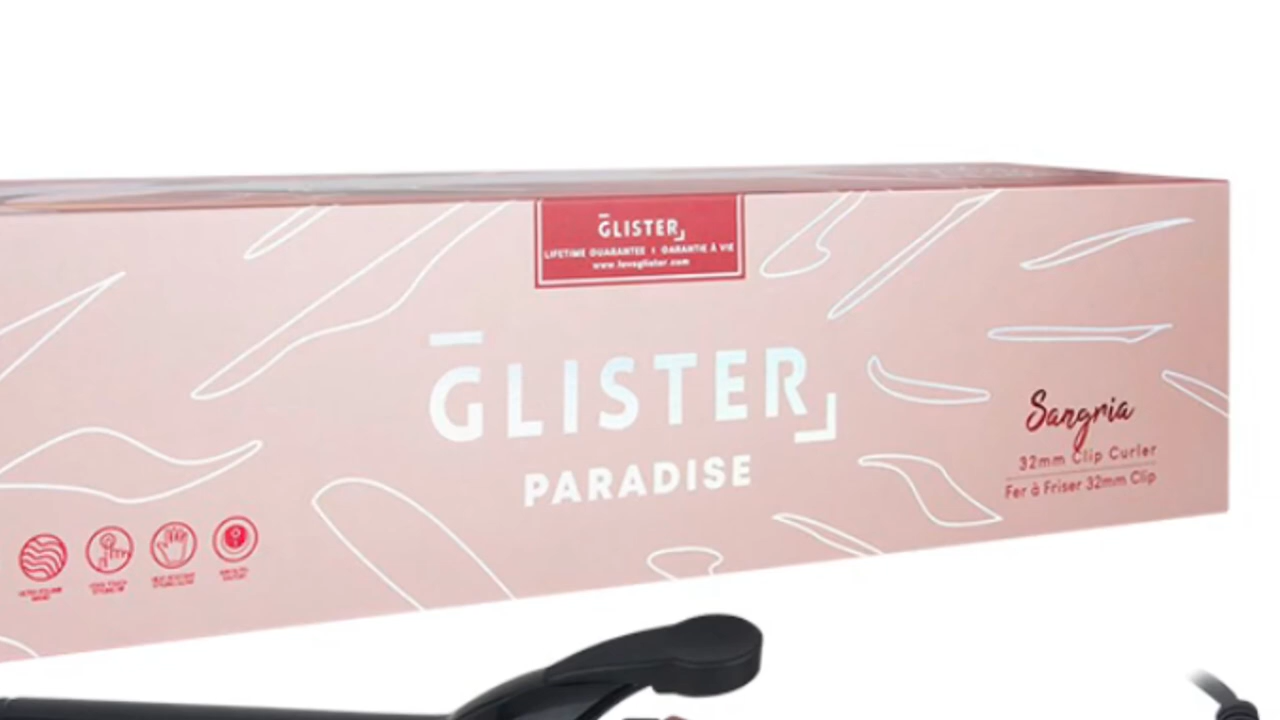 GLISTER
LIFETIME GUARANTEE | GARANTIE À VIE
www.loveglister.com
GLISTER
PARADISE
Sangria
32mm Clip Curler
Fer à Friser 32mm Clip